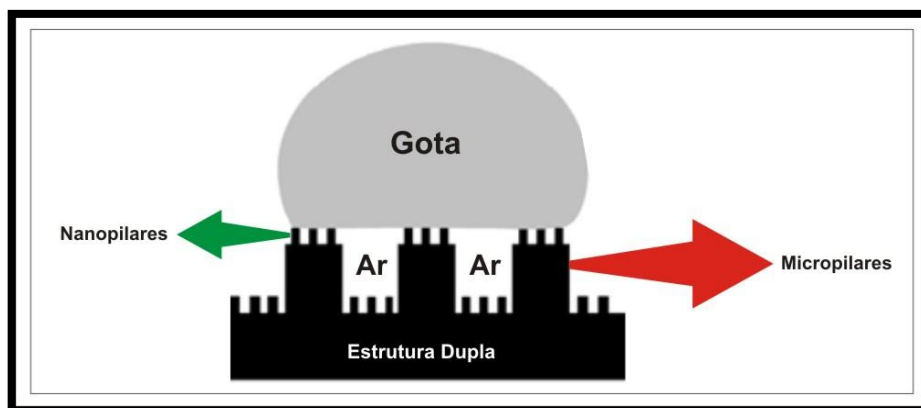 Gota
Nanopilares
Ar Ar
Micropilares
Estrutura Dupla